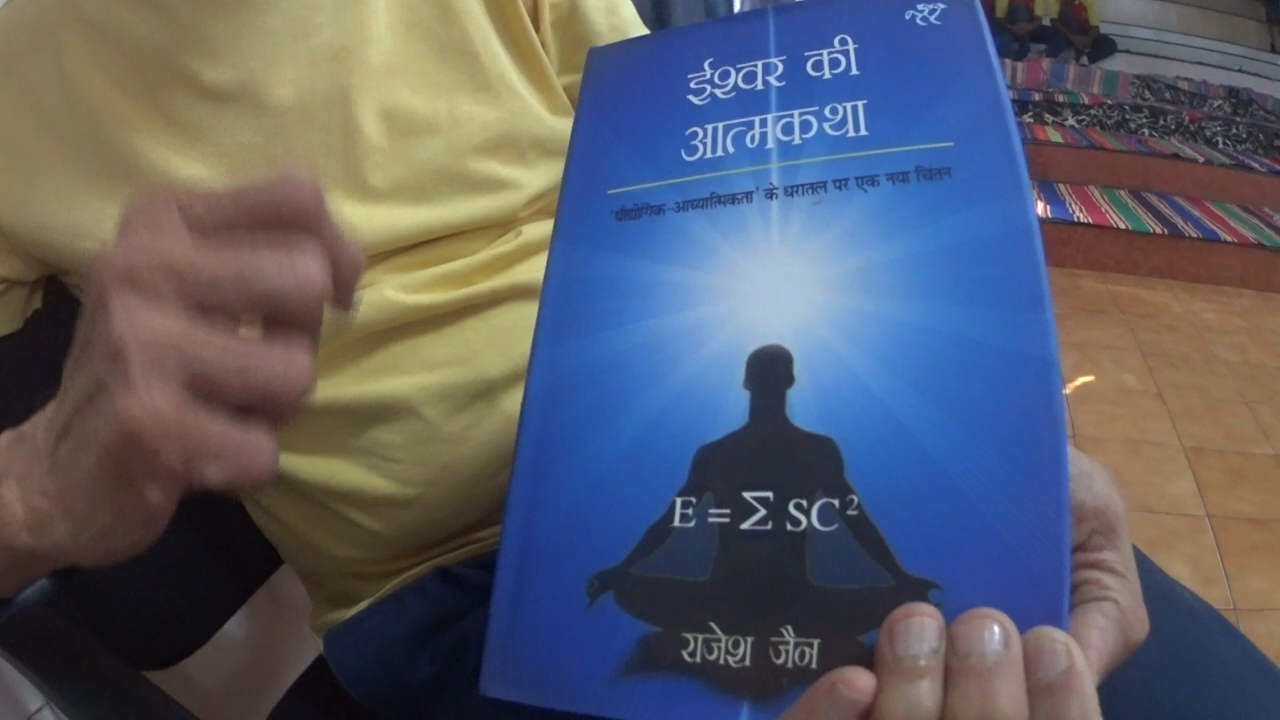 ईश्वर की
आत्मकथा
'प्रौद्योगिक-आध्यात्मिकता' के धरातल पर एक नया चिंतन
E = Σ SC²
राजेश जैन